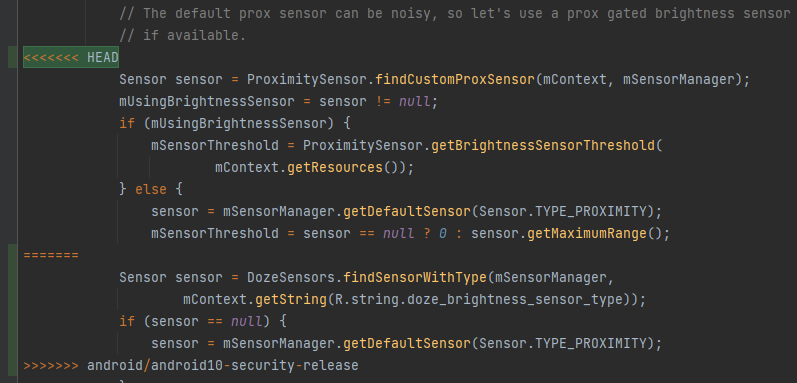 // The default prox sensor can be noisy, so let's use a prox gated brightness sensor
// if available.
<<<<<<< HEAD
Sensor sensor = ProximitySensor.findCustomProxSensor(mContext, mSensorManager);
mUsingBrightnessSensor = sensor != null;
if (mUsingBrightnessSensor) {
mSensorThreshold = ProximitySensor.getBrightnessSensorThreshold(
mContext.getResources());
} else {
sensor = mSensorManager.getDefaultSensor(Sensor.TYPE_PROXIMITY);
mSensorThreshold = sensor == null ? 0 : sensor.getMaximumRange();
=======
Sensor sensor = DozeSensors.findSensorWithType(mSensorManager,
mContext.getString(R.string.doze_brightness_sensor_type));
if (sensor == null) {
sensor = mSensorManager.getDefaultSensor(Sensor.TYPE_PROXIMITY);
>>>>>>> android/android10-security-release